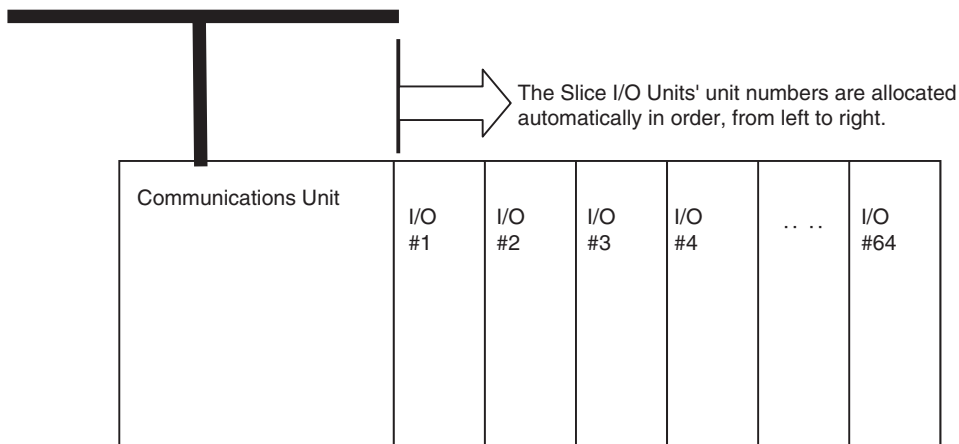 The Slice I/O Units' unit numbers are allocated
automatically in order, from left to right.
Communications Unit
I/O
#1
I/O
#2
I/O
#3
I/O
#4
.. ..
I/O
#64